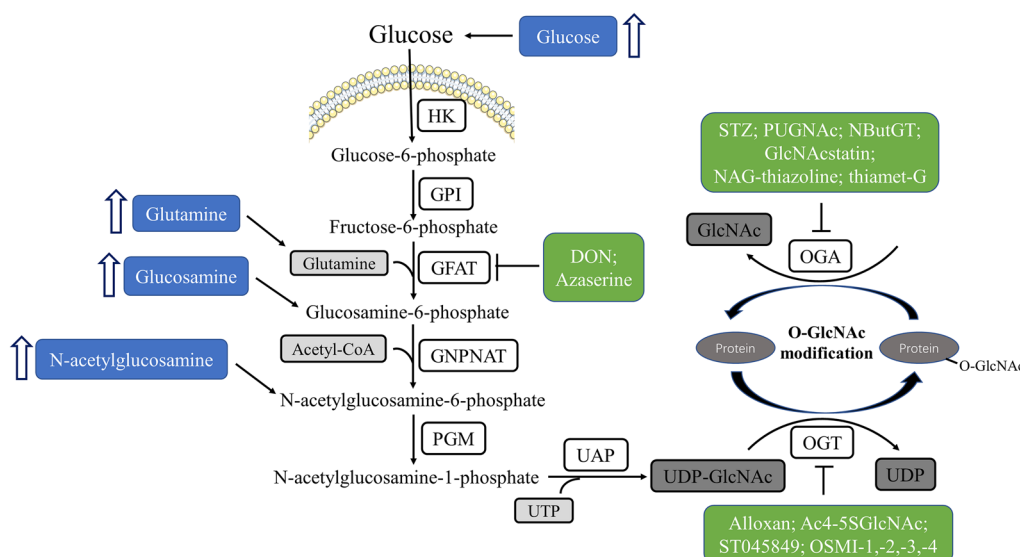 Glucose
Glucose
HK
Glucose-6-phosphate
GPI
Fructose-6-phosphate
Glutamine
Glutamine
GFAT
DON;
Azaserine
Glucosamine
Glucosamine-6-phosphate
Acetyl-CoA
GNPNAT
N-acetylglucosamine
N-acetylglucosamine-6-phosphate
PGM
N-acetylglucosamine-1-phosphate
UAP
UTP
UDP-GlcNAc
STZ; PUGNAc; NButGT;
GlcNAcstatin;
NAG-thiazoline; thiamet-G
GlcNAc
OGA
Protein
O-GlcNAc
modification
Protein
O-GlcNAc
OGT
UDP
Alloxan; Ac4-5SGlcNAc;
ST045849; OSMI-1,-2,-3,-4